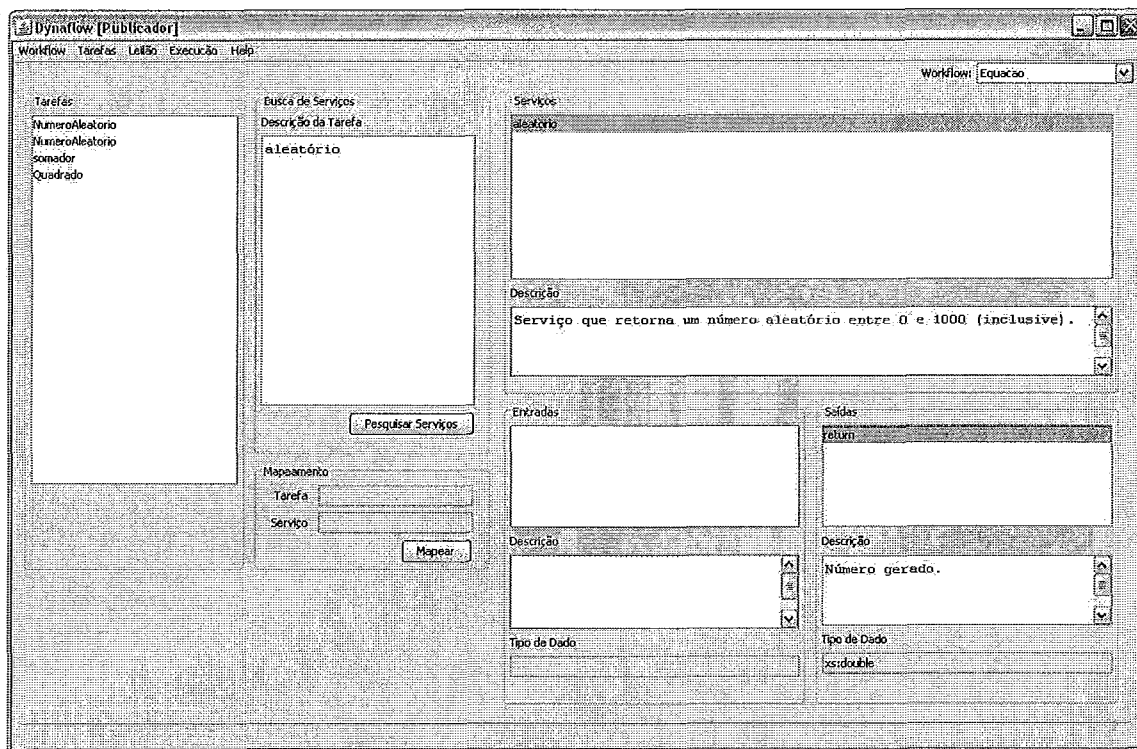 Dynaflow [Publicador]
Workflow Tarefas Leilão Execucão Help
Workflow: Equacao
Tarefas
NumeroAleatorio
NumeroAleatorio
somador
Quadrado
Busca de Serviços
Descrição da Tarefa
aleatório
Pesquisar Serviços
Mapeamento
Tarefa
Serviço
Mapear
Serviços
aleatorio
Descrição
Serviço que retorna um número aleatório entre 0 e 1000 (inclusive).
Entradas
Descrição
Tipo de Dado
Saídas
return
Descrição
Número gerado.
Tipo de Dado
xs:double